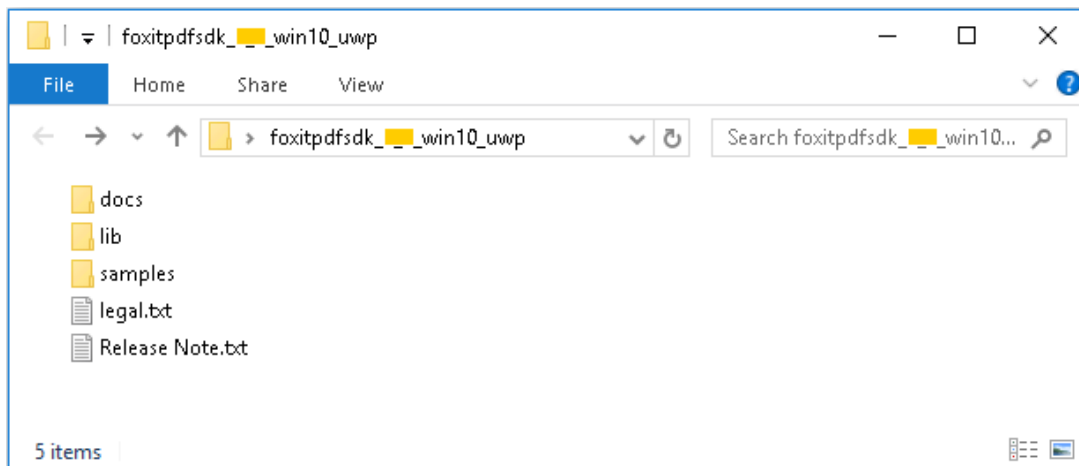 foxitpdfsdk_ _ _win10_uwp
File Home Share View ?
foxitpdfsdk_ _ _win10_uwp Search foxitpdfsdk_ _ _win10...
docs
lib
samples
legal.txt
Release Note.txt
5 items